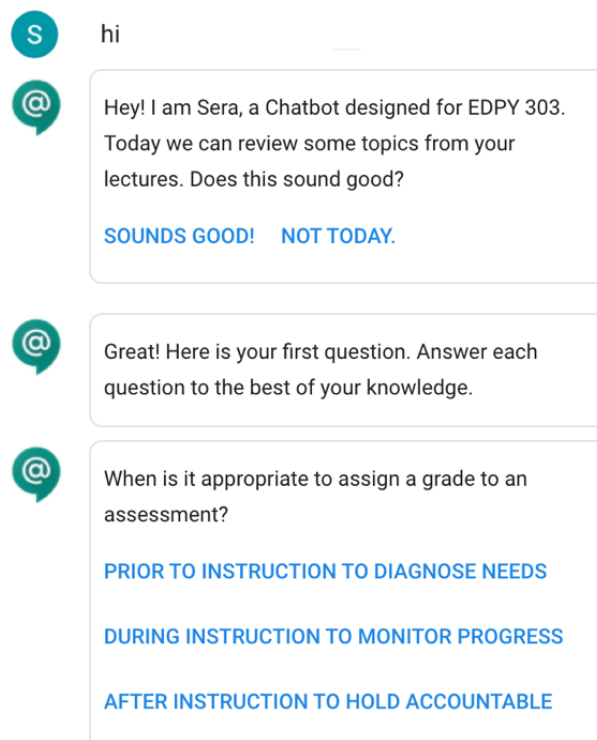 S
hi
@
Hey! I am Sera, a Chatbot designed for EDPY 303.
Today we can review some topics from your
lectures. Does this sound good?
SOUNDS GOOD! NOT TODAY.
@
Great! Here is your first question. Answer each
question to the best of your knowledge.
@
When is it appropriate to assign a grade to an
assessment?
PRIOR TO INSTRUCTION TO DIAGNOSE NEEDS
DURING INSTRUCTION TO MONITOR PROGRESS
AFTER INSTRUCTION TO HOLD ACCOUNTABLE